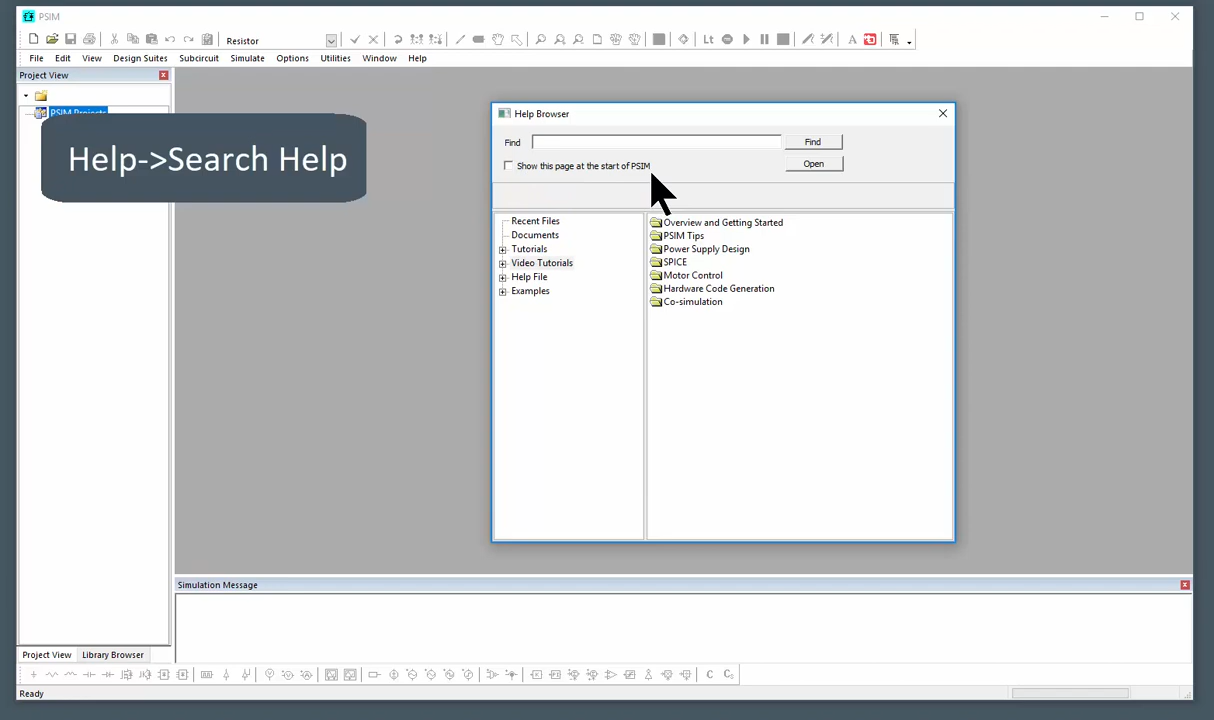 PSIM
Resistor
Lt
A
File Edit View Design Suites Subcircuit Simulate Options Utilities Window Help
Project View
PSIM Projects
Help->Search Help
Help Browser
Find
Find
Show this page at the start of PSIM
Open
Recent Files
Documents
Tutorials
Video Tutorials
Help File
Examples
Overview and Getting Started
PSIM Tips
Power Supply Design
SPICE
Motor Control
Hardware Code Generation
Co-simulation
Simulation Message
Project View Library Browser
Ready